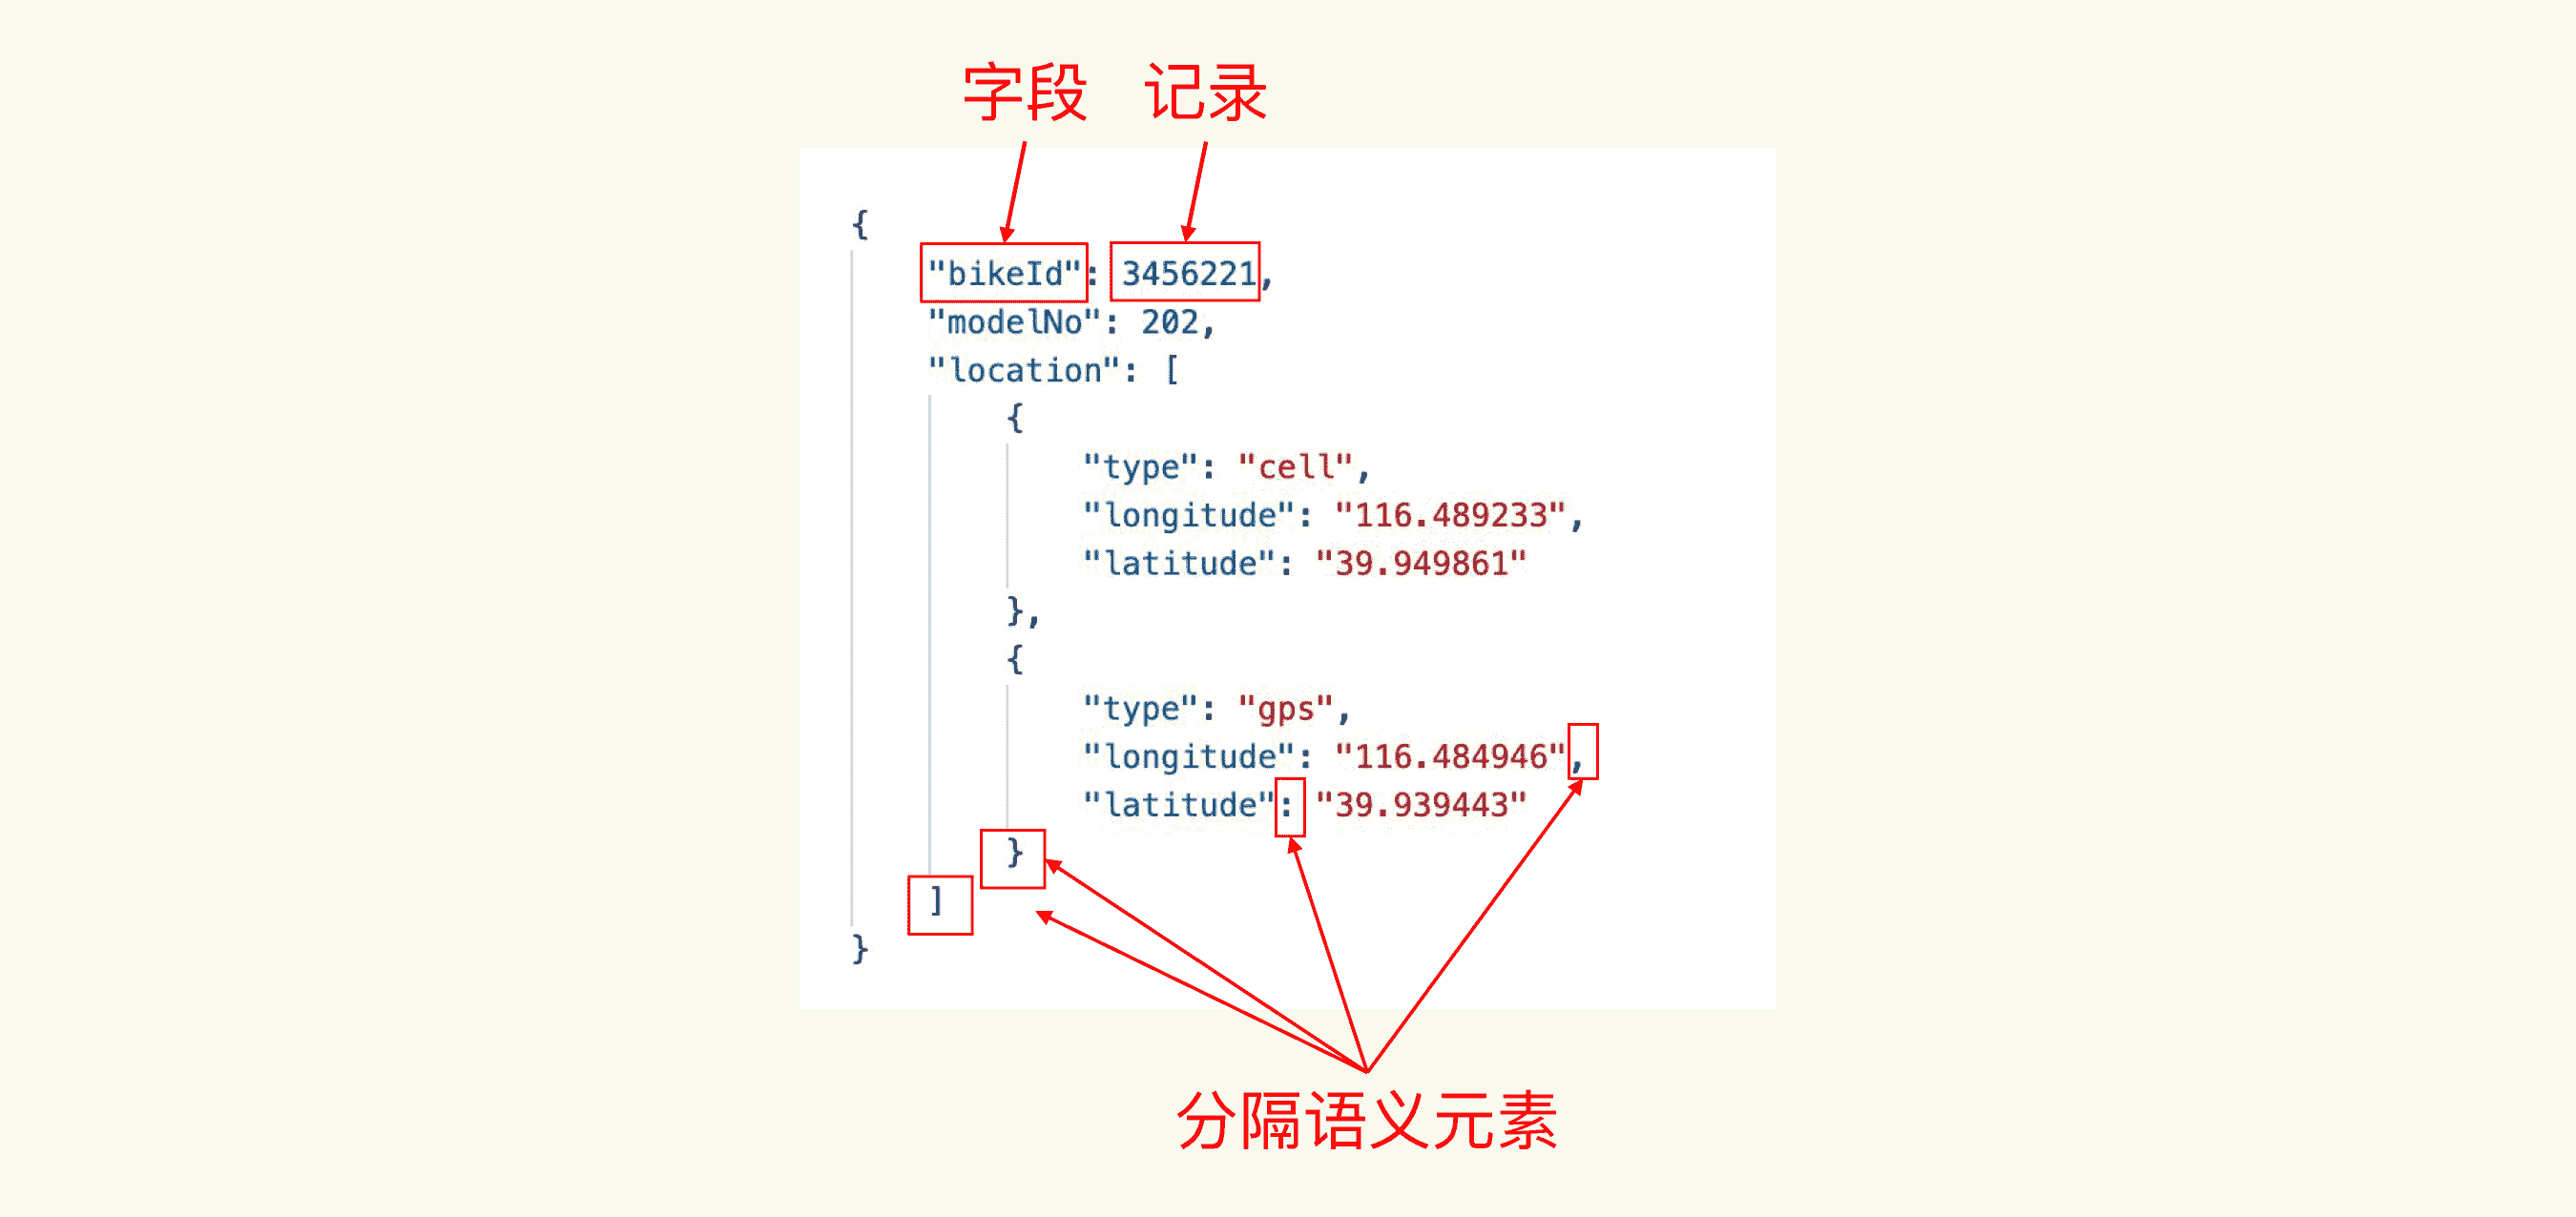 字段 记录
{
"bikeId": 3456221,
"modelNo": 202,
"location": [
{
"type": "cell",
"longitude": "116.489233",
"latitude": "39.949861"
},
{
"type": "gps",
"longitude": "116.484946",
"latitude": "39.939443"
}
]
}
分隔语义元素